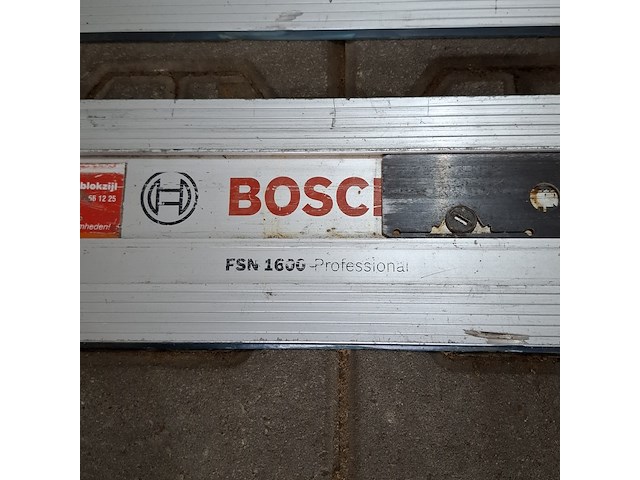 blokzijl
56 12 25
nheden!
BOSCH
FSN 1600 Professional